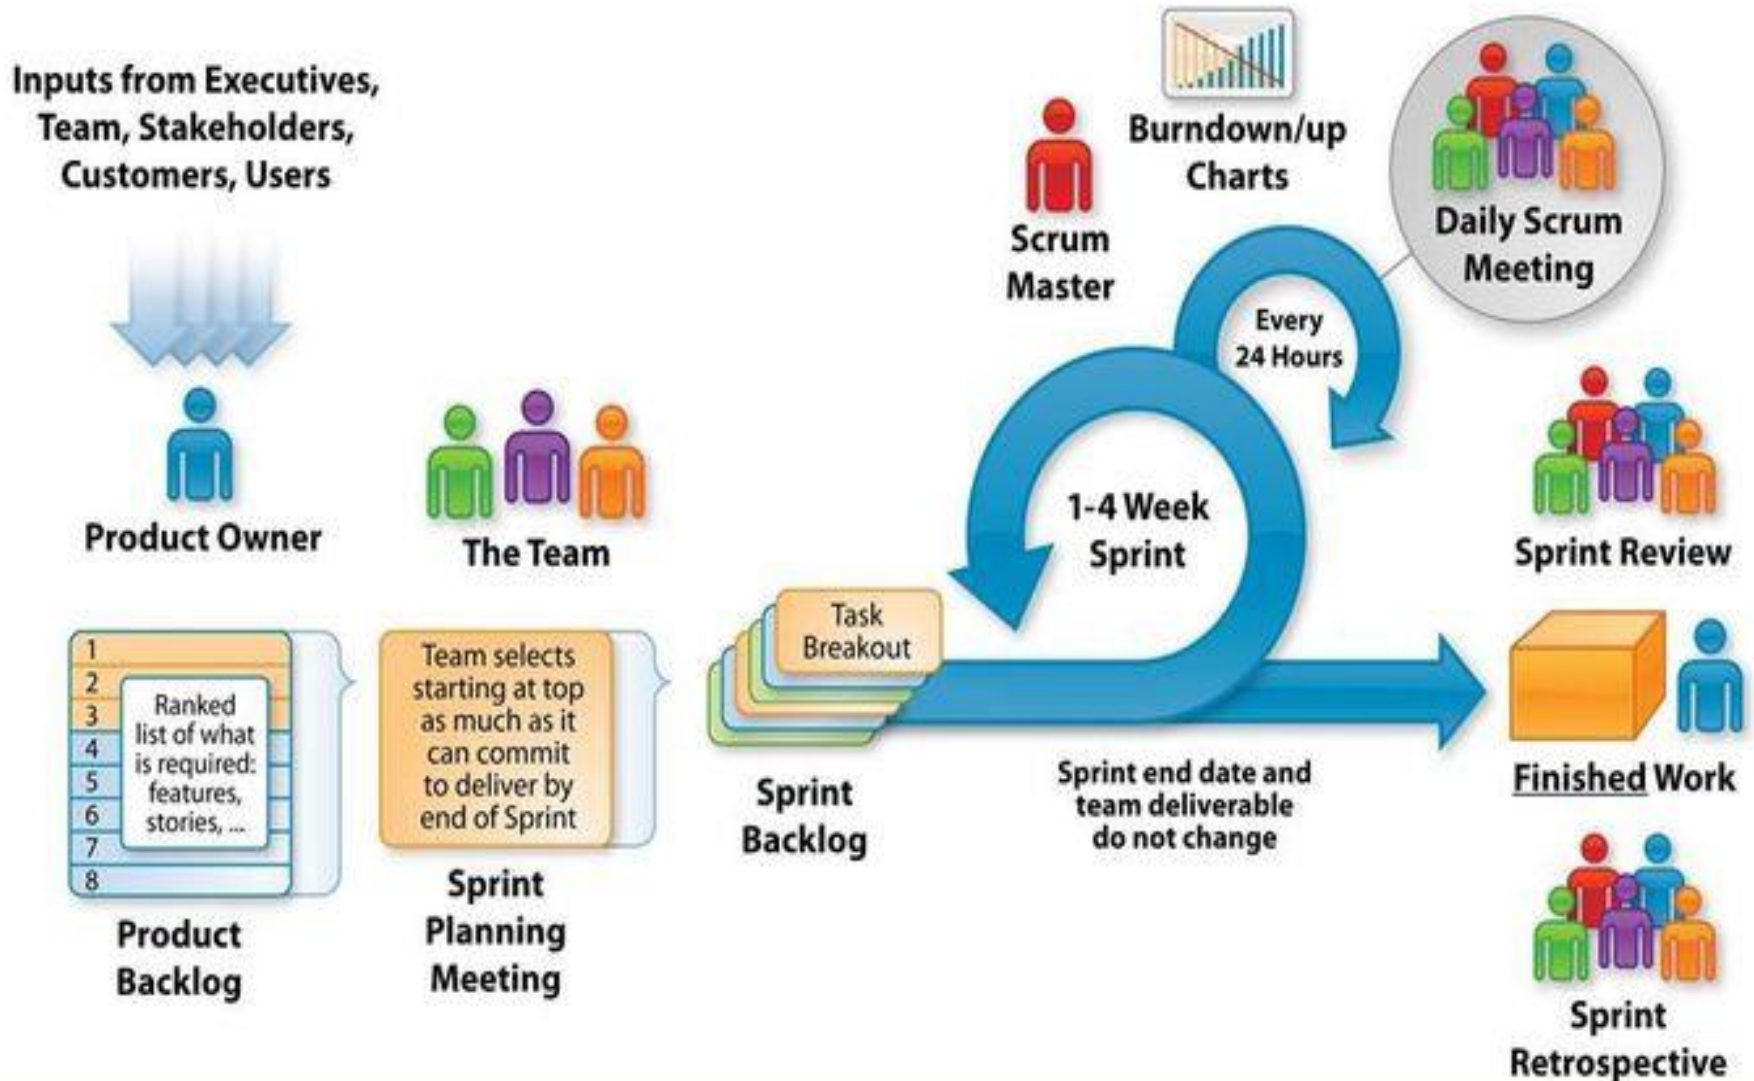 Inputs from Executives,
Team, Stakeholders,
Customers, Users
Product Owner
The Team
1
2
3
4
5
6
7
8
Ranked
list of what
is required:
features,
stories, ...
Product
Backlog
Team selects
starting at top
as much as it
can commit
to deliver by
end of Sprint
Sprint
Planning
Meeting
Task
Breakout
Sprint
Backlog
Scrum
Master
Burndown/up
Charts
Daily Scrum
Meeting
Every
24 Hours
1-4 Week
Sprint
Sprint end date and
team deliverable
do not change
Sprint Review
Finished Work
Sprint
Retrospective